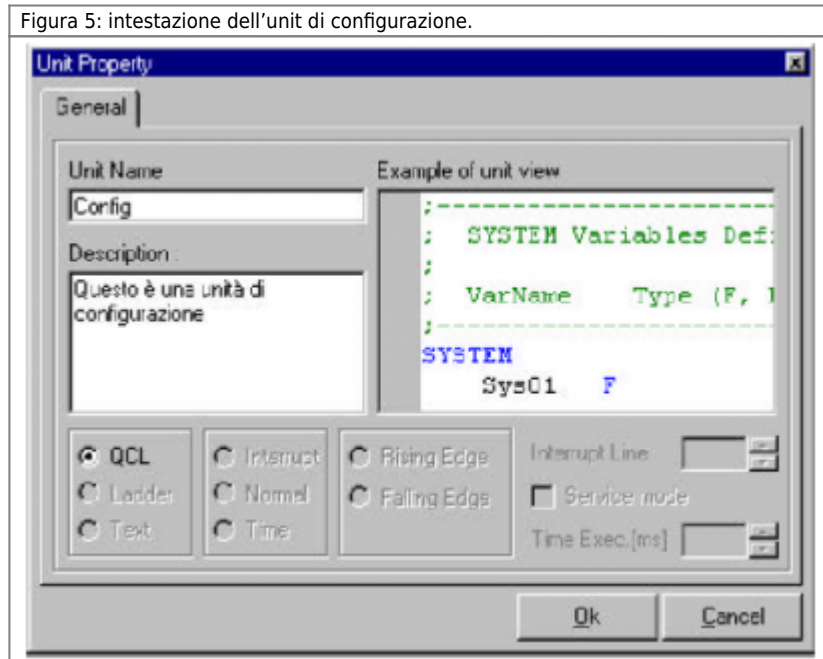 Figura 5: intestazione dell’unit di configurazione.
Unit Property
General
Unit Name
Config
Description :
Questo è una unità di
configurazione
Example of unit view
;------------------------
; SYSTEM Variables Def:
;
; VarName Type (F,
;------------------------
SYSTEM
Sys01 F
QCL
Ladder
Text
Interrupt
Normal
Time
Rising Edge
Falling Edge
Interrupt Line
Service mode
Time Exec.[ms]
Ok
Cancel